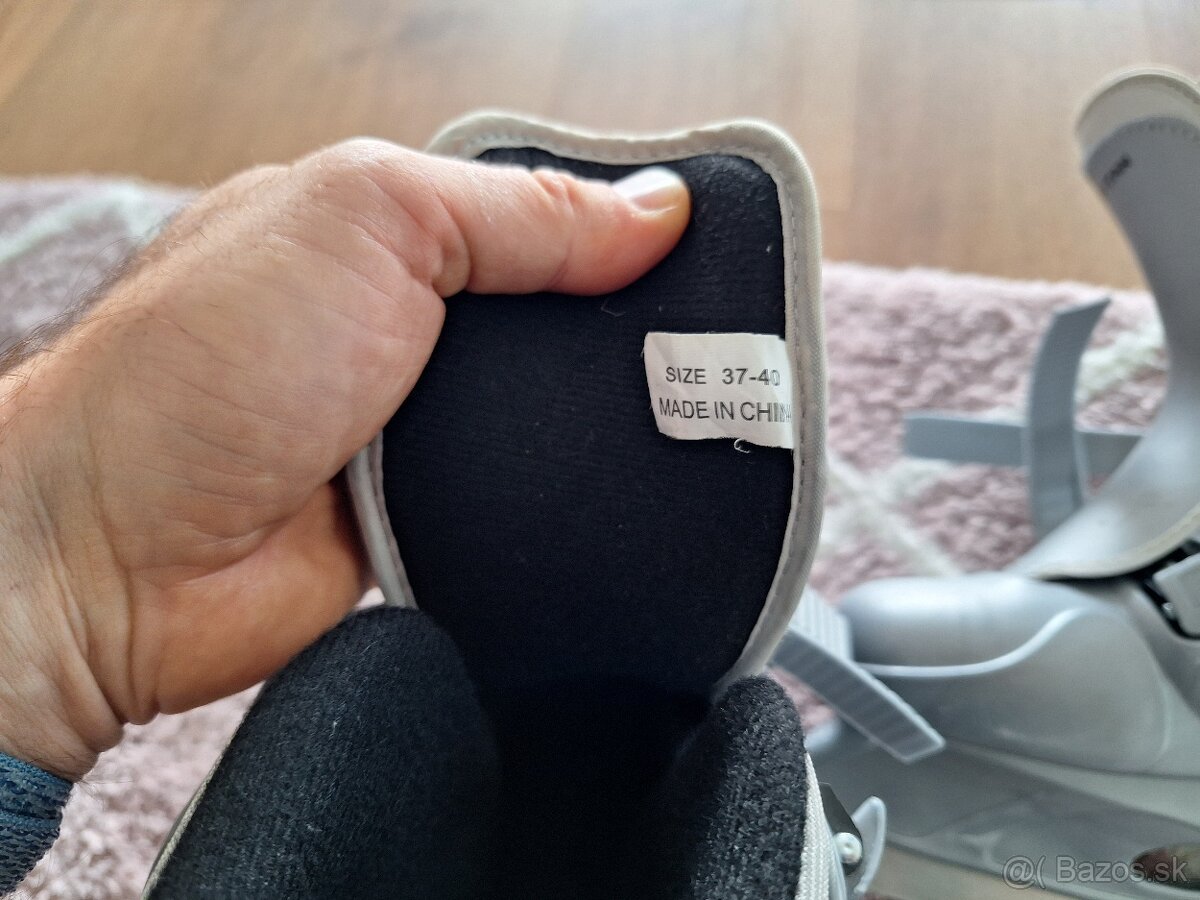 SIZE 37-40
MADE IN CHINA
@( Bazos.sk